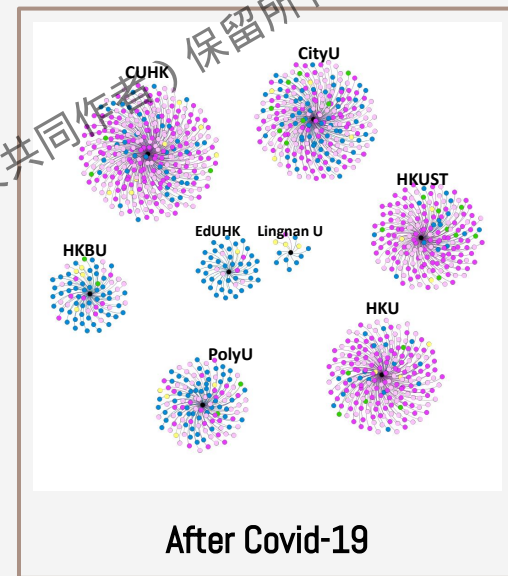 共同作者）保留所
CityU
CUHK
HKUST
EdUHK
Lingnan U
HKBU
HKU
PolyU
After Covid-19